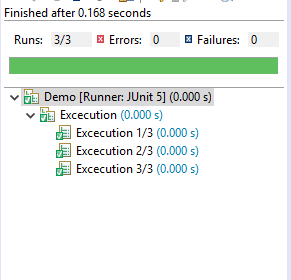 Finished after 0.168 seconds
Runs: 3/3 Errors: 0 Failures: 0
Demo [Runner: JUnit 5] (0.000 s)
Excecution (0.000 s)
Excecution 1/3 (0.000 s)
Excecution 2/3 (0.000 s)
Excecution 3/3 (0.000 s)